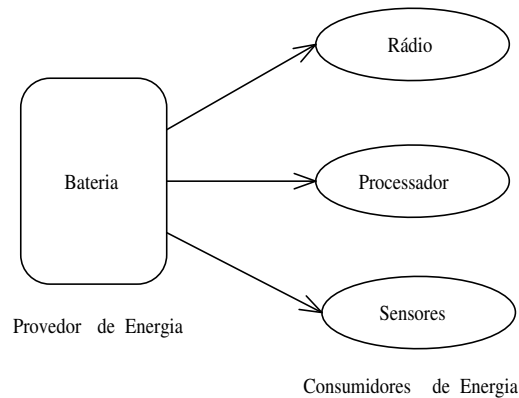 Rádio
Bateria
Processador
Sensores
Provedor de Energia
Consumidores de Energia